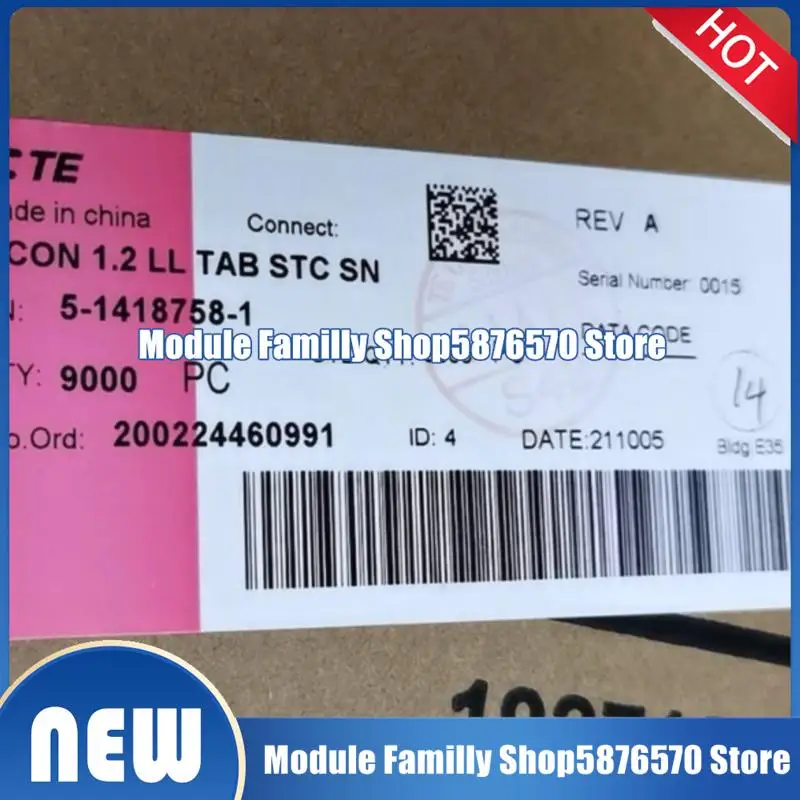 HOT
TE
de in china
Connect:
REV A
CON 1.2 LL TAB STC SN
Serial Number: 0015
5-1418758-1
DATA CODE
Module Familly Shop5876570 Store
TY: 9000 PC
14
o.Ord: 200224460991
ID: 4
DATE:211005
Bldg:E35
NEW
Module Familly Shop5876570 Store